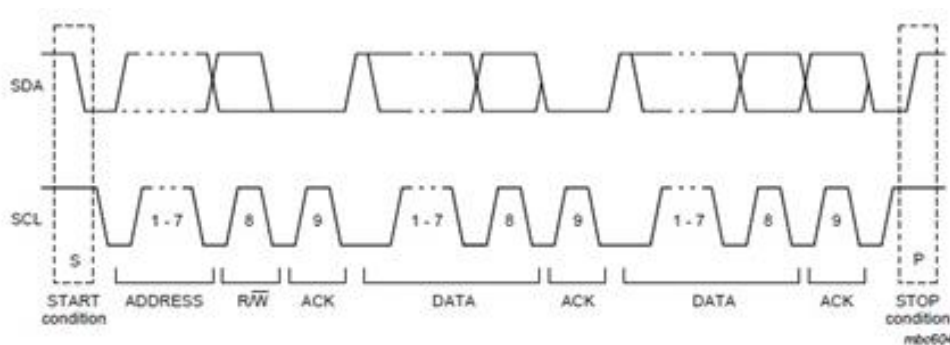 SDA
SCL
1 - 7
8
9
1 - 7
8
9
1 - 7
8
9
S
P
START
condition
ADDRESS
R/W̅
ACK
DATA
ACK
DATA
ACK
STOP
condition